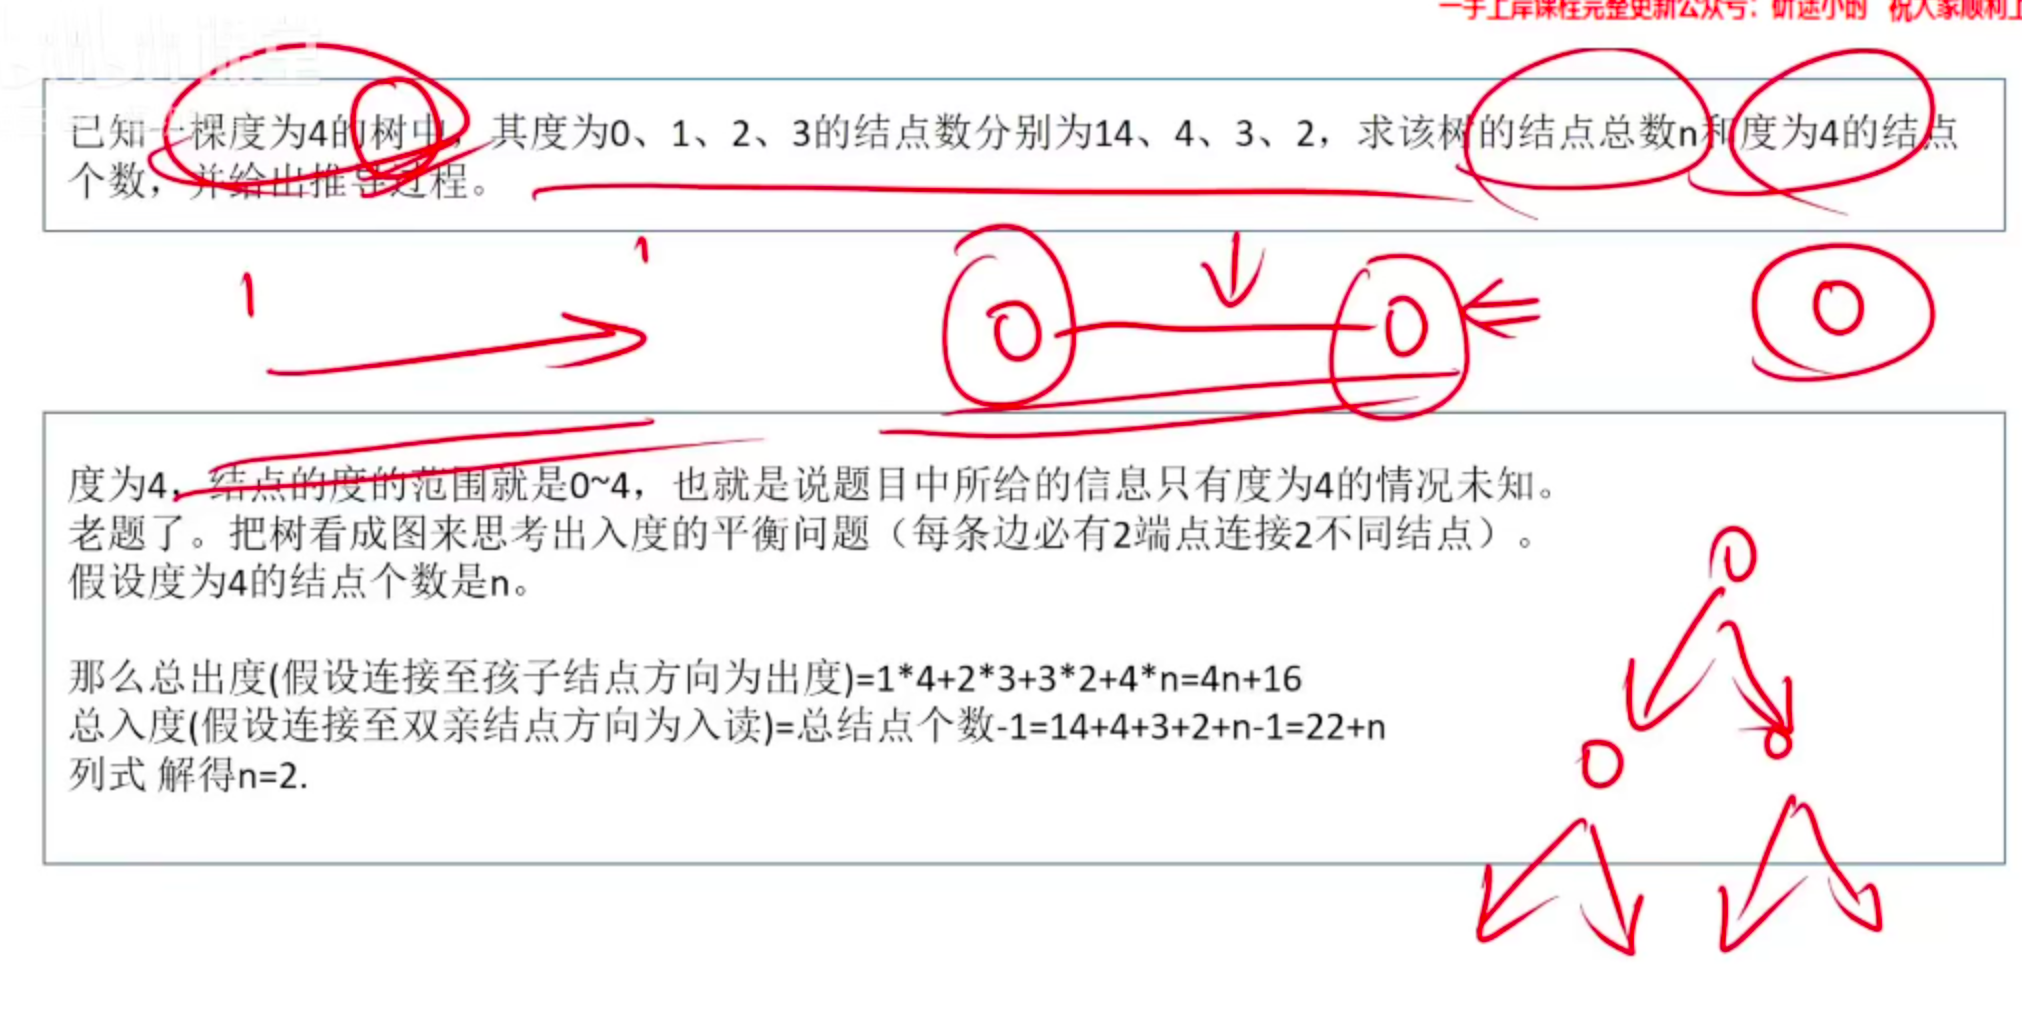 一手上岸课程完整更新公众号：研途小的 祝大家顺利上
已知一棵度为4的树中，其度为0、1、2、3的结点数分别为14、4、3、2，求该树的结点总数n和度为4的结点
个数，并给出推导过程。
度为4，结点的度的范围就是0~4，也就是说题目中所给的信息只有度为4的情况未知。
老题了。把树看成图来思考出入度的平衡问题（每条边必有2端点连接2不同结点）。
假设度为4的结点个数是n。
那么总出度(假设连接至孩子结点方向为出度)=1*4+2*3+3*2+4*n=4n+16
总入度(假设连接至双亲结点方向为入读)=总结点个数-1=14+4+3+2+n-1=22+n
列式 解得n=2.